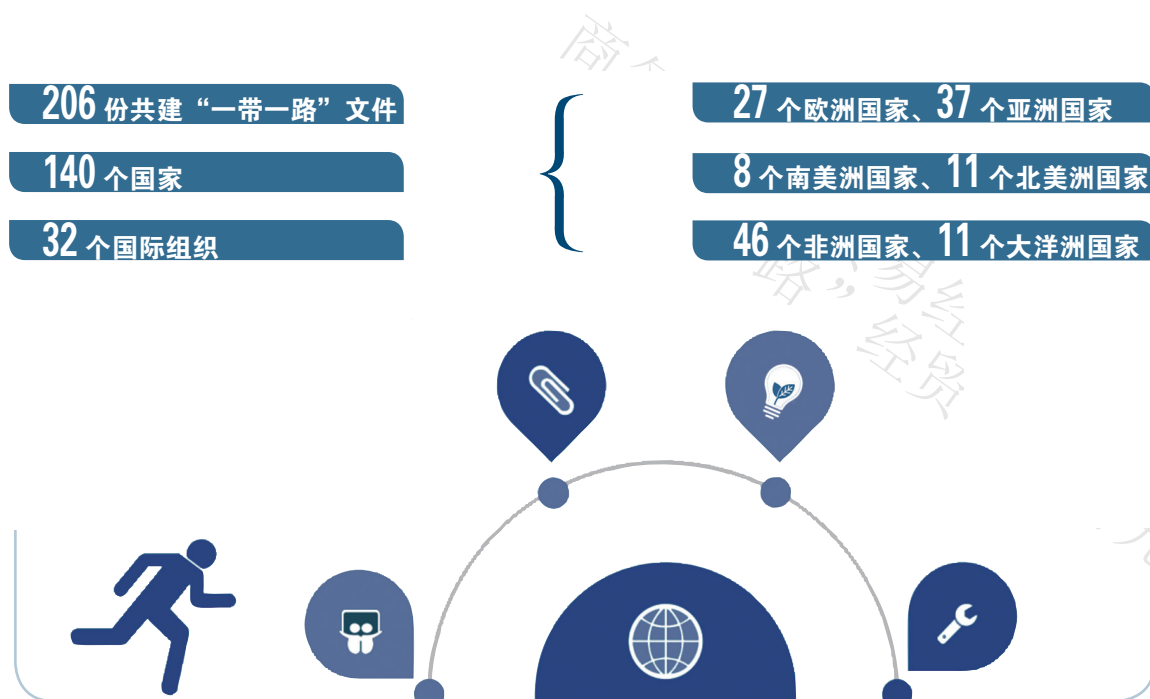 206 份共建“一带一路”文件
140 个国家
32 个国际组织
27 个欧洲国家、37 个亚洲国家
8 个南美洲国家、11 个北美洲国家
46 个非洲国家、11 个大洋洲国家